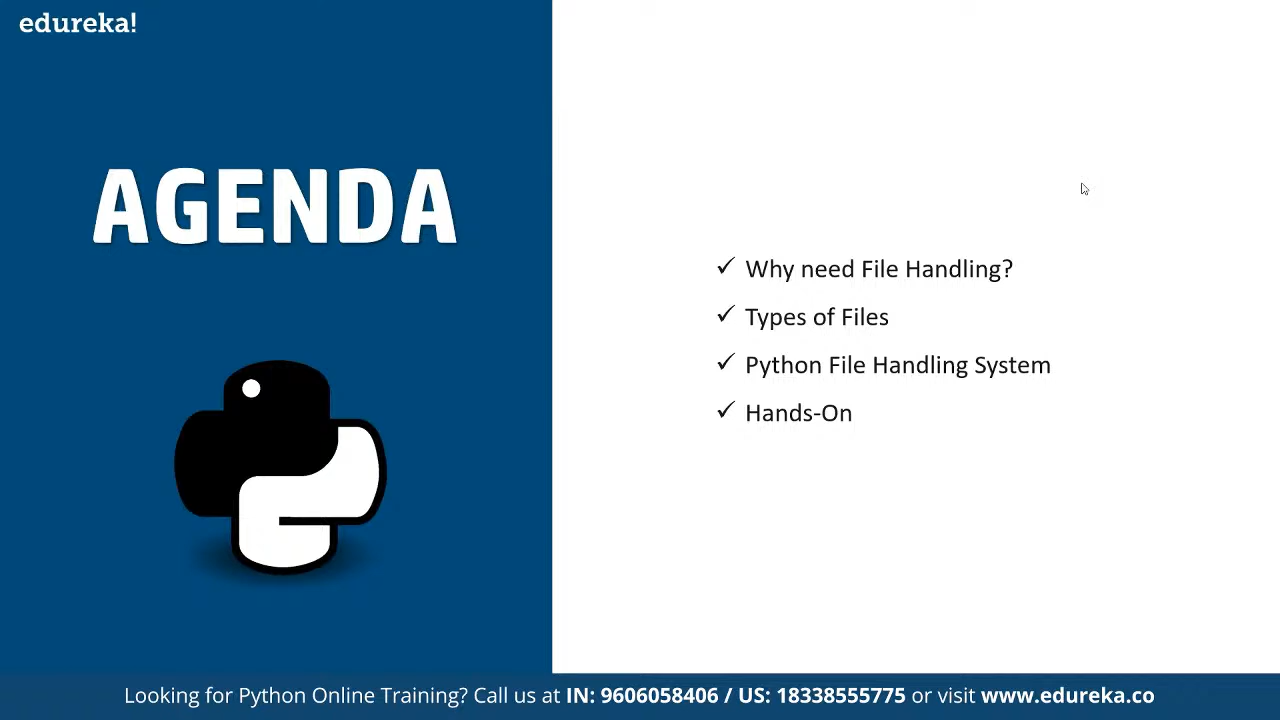 edureka!
AGENDA
Why need File Handling?
Types of Files
Python File Handling System
Hands-On
Looking for Python Online Training? Call us at IN: 9606058406 / US: 18338555775 or visit www.edureka.co